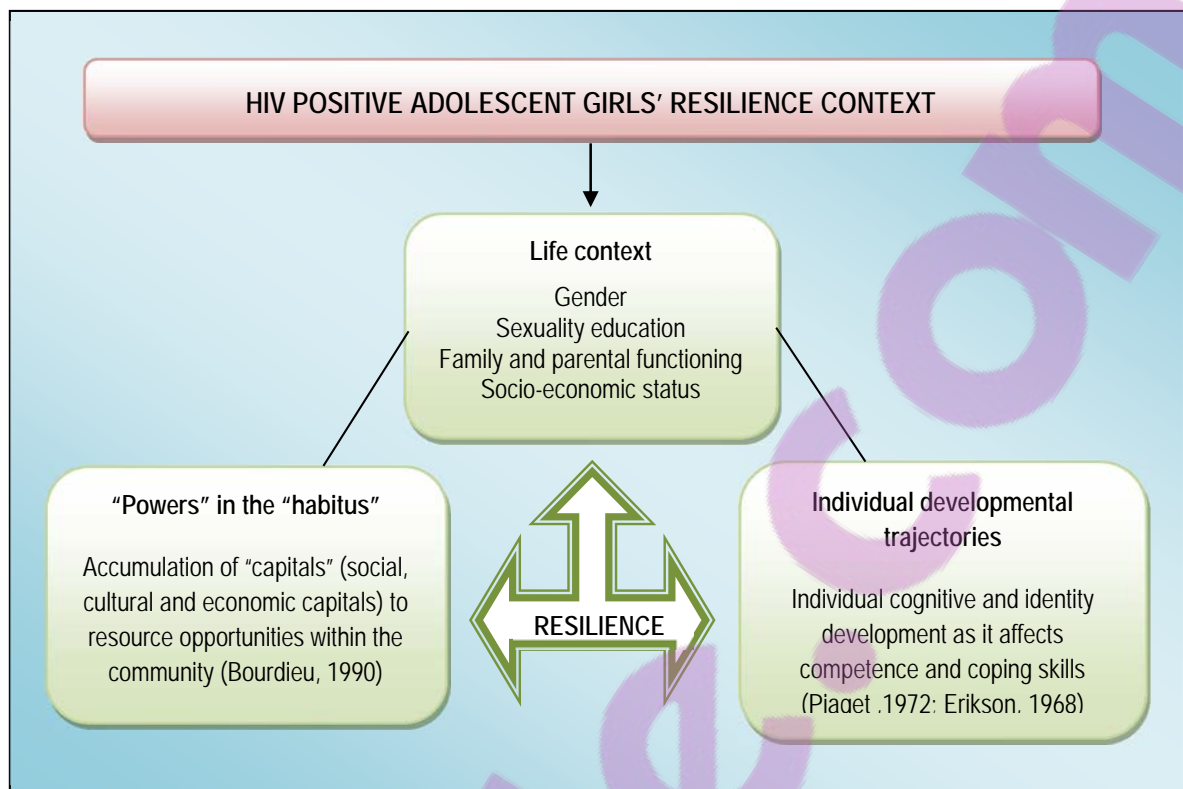 HIV POSITIVE ADOLESCENT GIRLS’ RESILIENCE CONTEXT
Life context
Gender
Sexuality education
Family and parental functioning
Socio-economic status
“Powers” in the “habitus”
Accumulation of “capitals” (social,
cultural and economic capitals) to
resource opportunities within the
community (Bourdieu, 1990)
RESILIENCE
Individual developmental
trajectories
Individual cognitive and identity
development as it affects
competence and coping skills
(Piaget ,1972; Erikson, 1968)
e.com